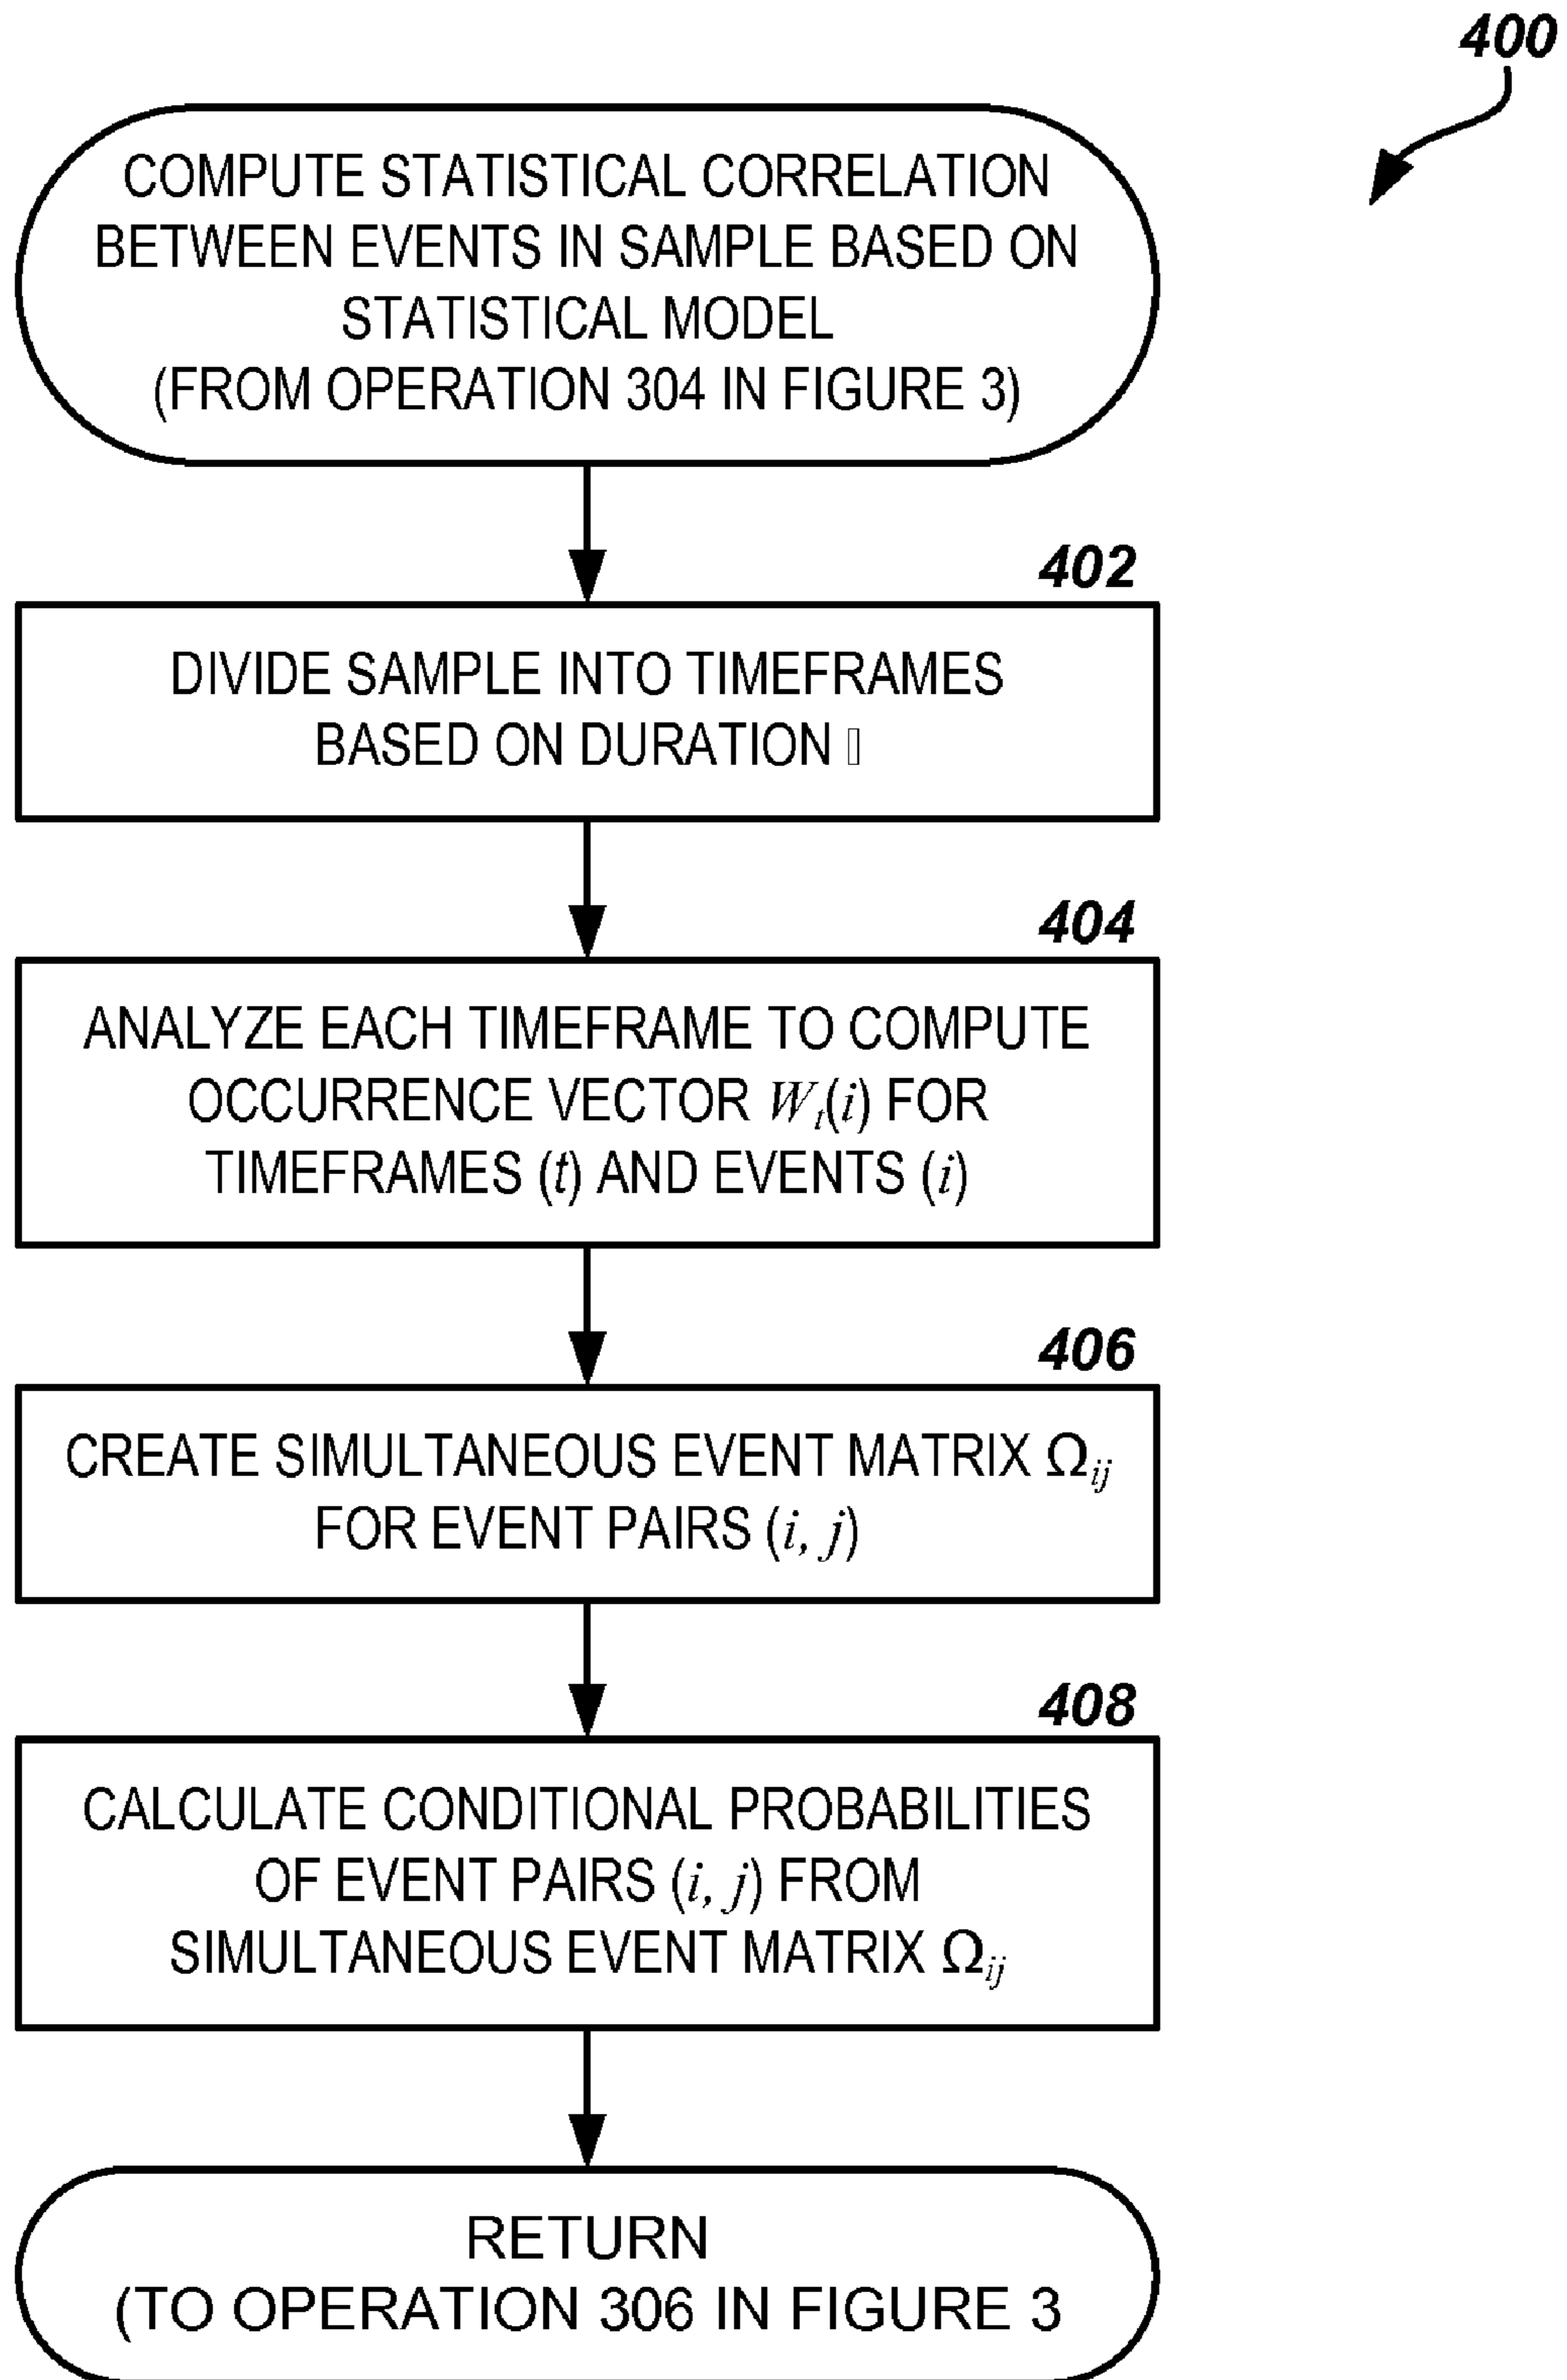 400
COMPUTE STATISTICAL CORRELATION
BETWEEN EVENTS IN SAMPLE BASED ON
STATISTICAL MODEL
(FROM OPERATION 304 IN FIGURE 3)
402
DIVIDE SAMPLE INTO TIMEFRAMES
BASED ON DURATION
404
ANALYZE EACH TIMEFRAME TO COMPUTE
OCCURRENCE VECTOR Wt(i) FOR
TIMEFRAMES (t) AND EVENTS (i)
406
CREATE SIMULTANEOUS EVENT MATRIX Ωij
FOR EVENT PAIRS (i, j)
408
CALCULATE CONDITIONAL PROBABILITIES
OF EVENT PAIRS (i, j) FROM
SIMULTANEOUS EVENT MATRIX Ωij
RETURN
(TO OPERATION 306 IN FIGURE 3